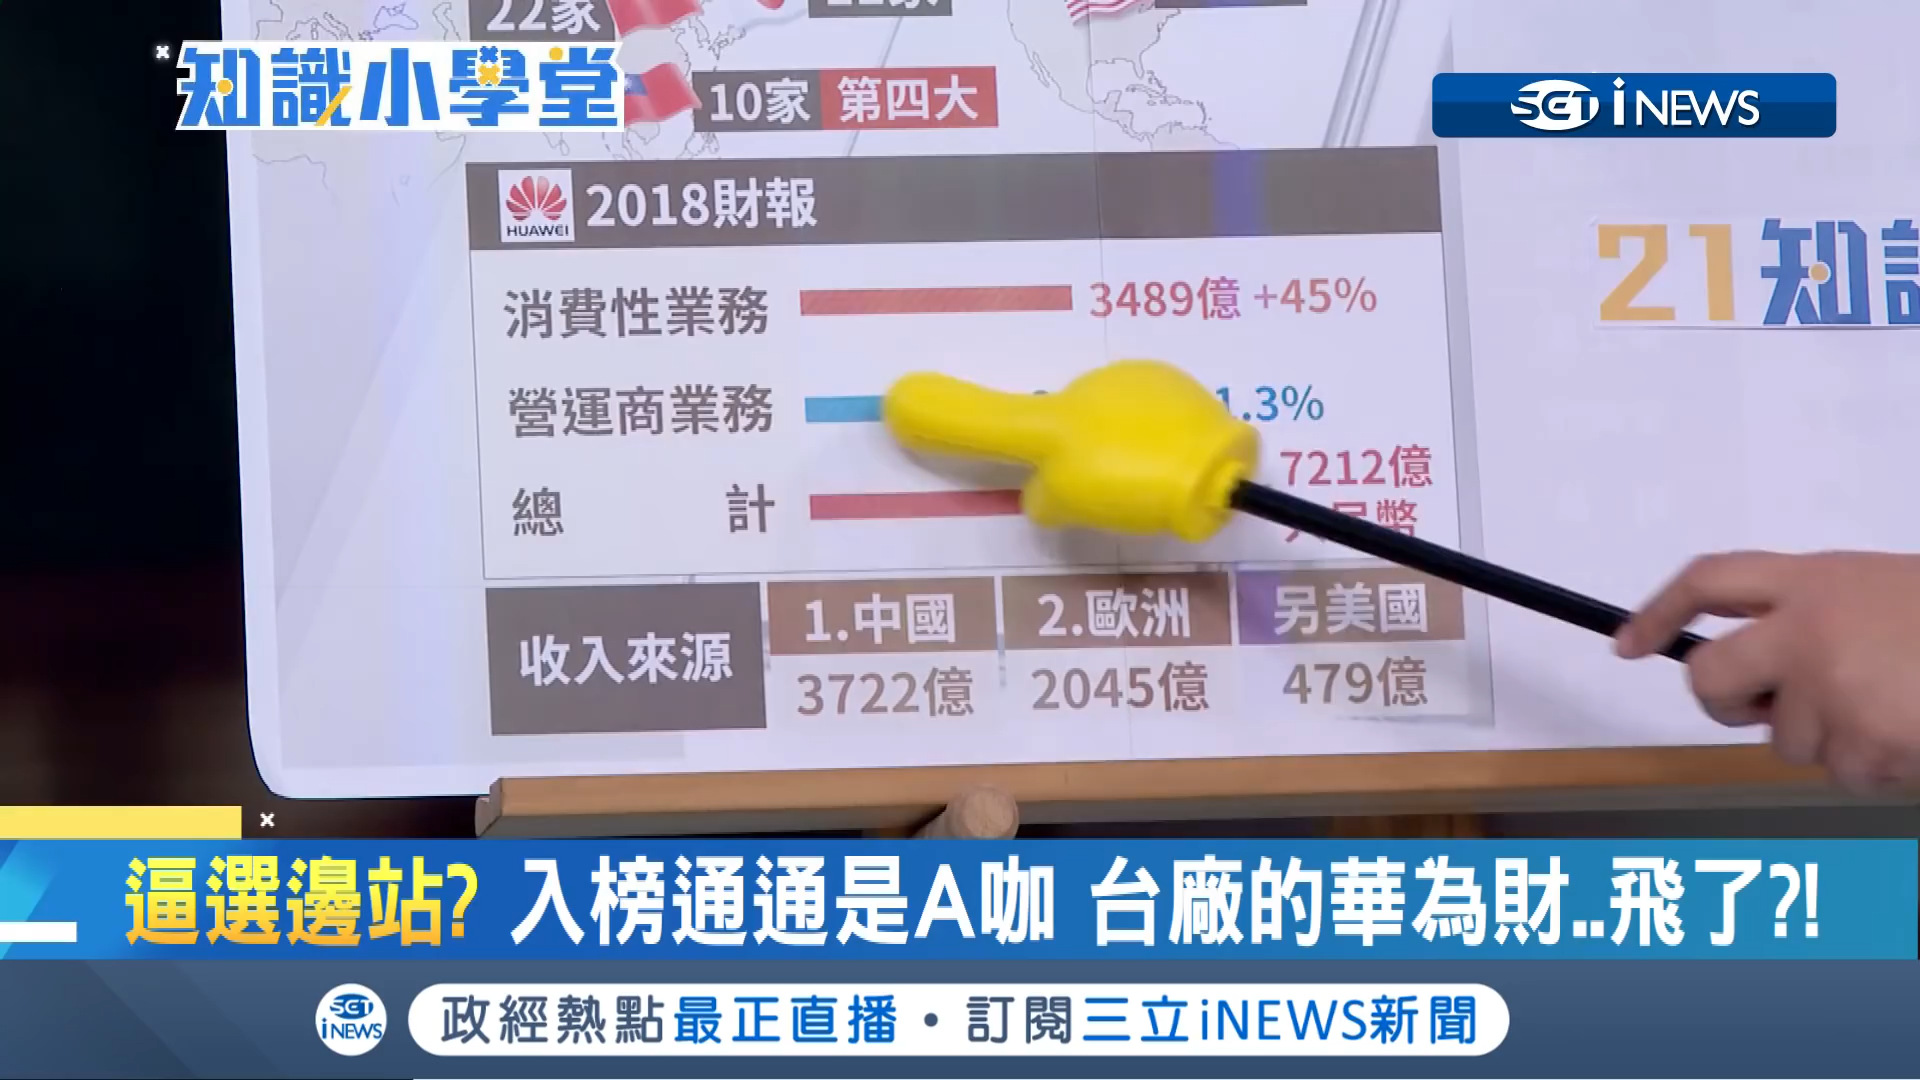 22家
知識小學堂
10家 第四大
SET iNEWS
HUAWEI 2018財報
21知識
消費性業務 3489億 +45%
營運商業務 1.3%
7212億
總計 人民幣
收入來源
1.中國 2.歐洲 另美國
3722億 2045億 479億
逼選邊站? 入榜通通是A咖 台廠的華為財..飛了?!
SET iNEWS
政經熱點最正直播・訂閱三立iNEWS新聞